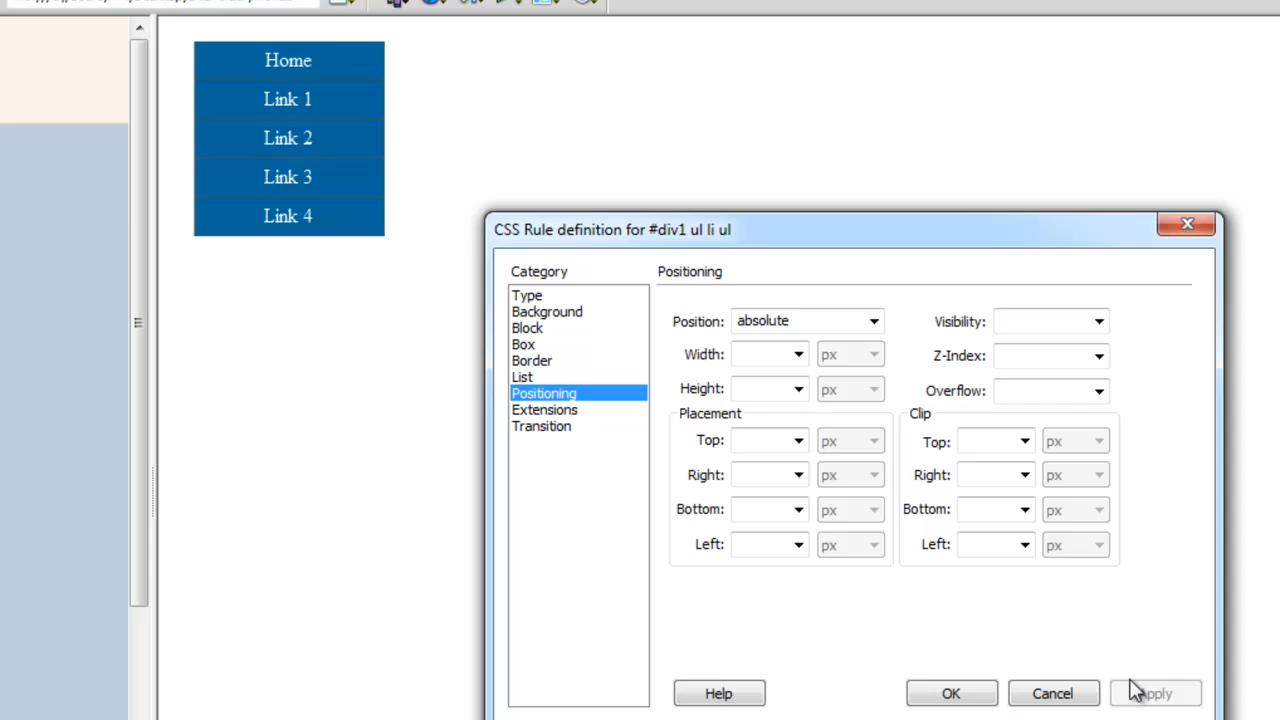 Home
Link 1
Link 2
Link 3
Link 4
CSS Rule definition for #div1 ul li ul
Category
Positioning
Type
Background
Block
Box
Border
List
Positioning
Extensions
Transition
Position: absolute
Visibility:
Width: px
Z-Index:
Height: px
Overflow:
Placement
Clip
Top: px
Top: px
Right: px
Right: px
Bottom: px
Bottom: px
Left: px
Left: px
Help
OK
Cancel